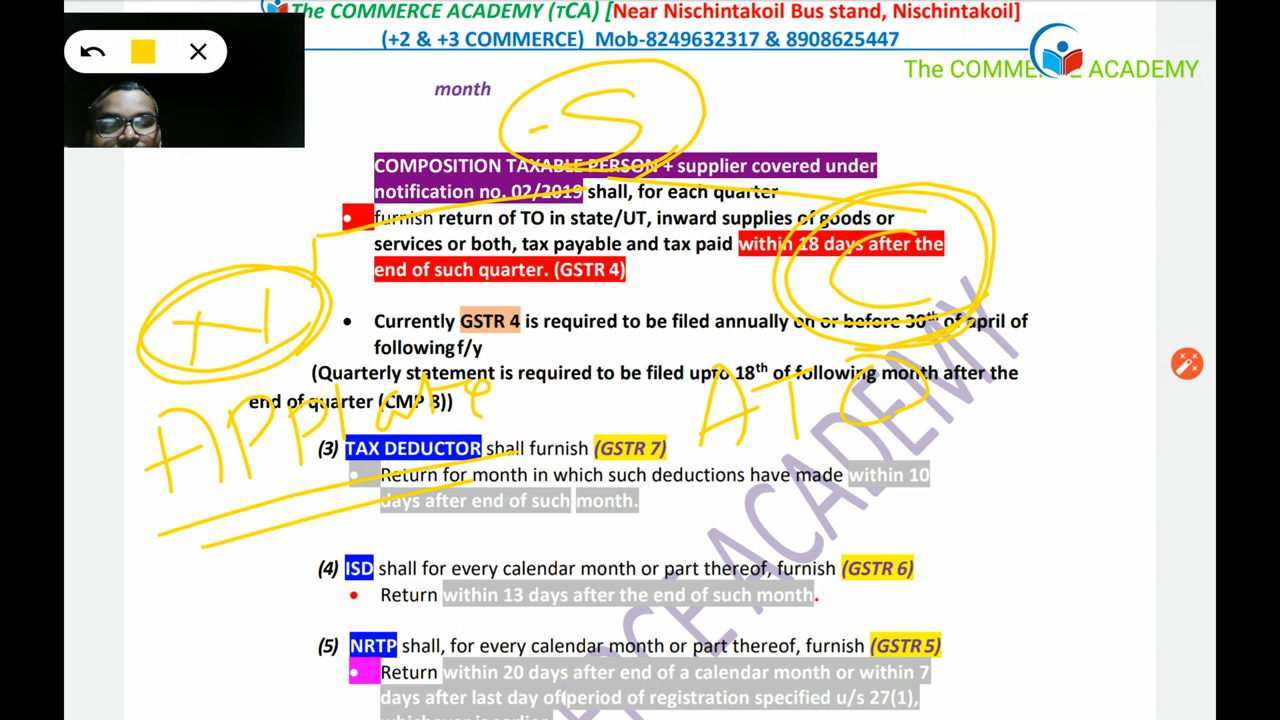 The COMMERCE ACADEMY (TCA) [Near Nischintakoil Bus stand, Nischintakoil]
(+2 & +3 COMMERCE) Mob-8249632317 & 8908625447
The COMMERCE ACADEMY
month
S
COMPOSITION TAXABLE PERSON + supplier covered under
notification no. 02/2019 shall, for each quarter
• furnish return of TO in state/UT, inward supplies of goods or
services or both, tax payable and tax paid within 18 days after the
end of such quarter. (GSTR 4)
C
• Currently GSTR 4 is required to be filed annually on or before 30th of april of
following f/y
(Quarterly statement is required to be filed upto 18th of following month after the
end of quarter (CMP 8))
APPlate
ATO
(3) TAX DEDUCTOR shall furnish (GSTR 7)
• Return for month in which such deductions have made within 10
days after end of such month.
(4) ISD shall for every calendar month or part thereof, furnish (GSTR 6)
• Return within 13 days after the end of such month.
(5) NRTP shall, for every calendar month or part thereof, furnish (GSTR 5)
• Return within 20 days after end of a calendar month or within 7
days after last day of period of registration specified u/s 27(1),
whichever is earlier
COMMERCE ACADEMY